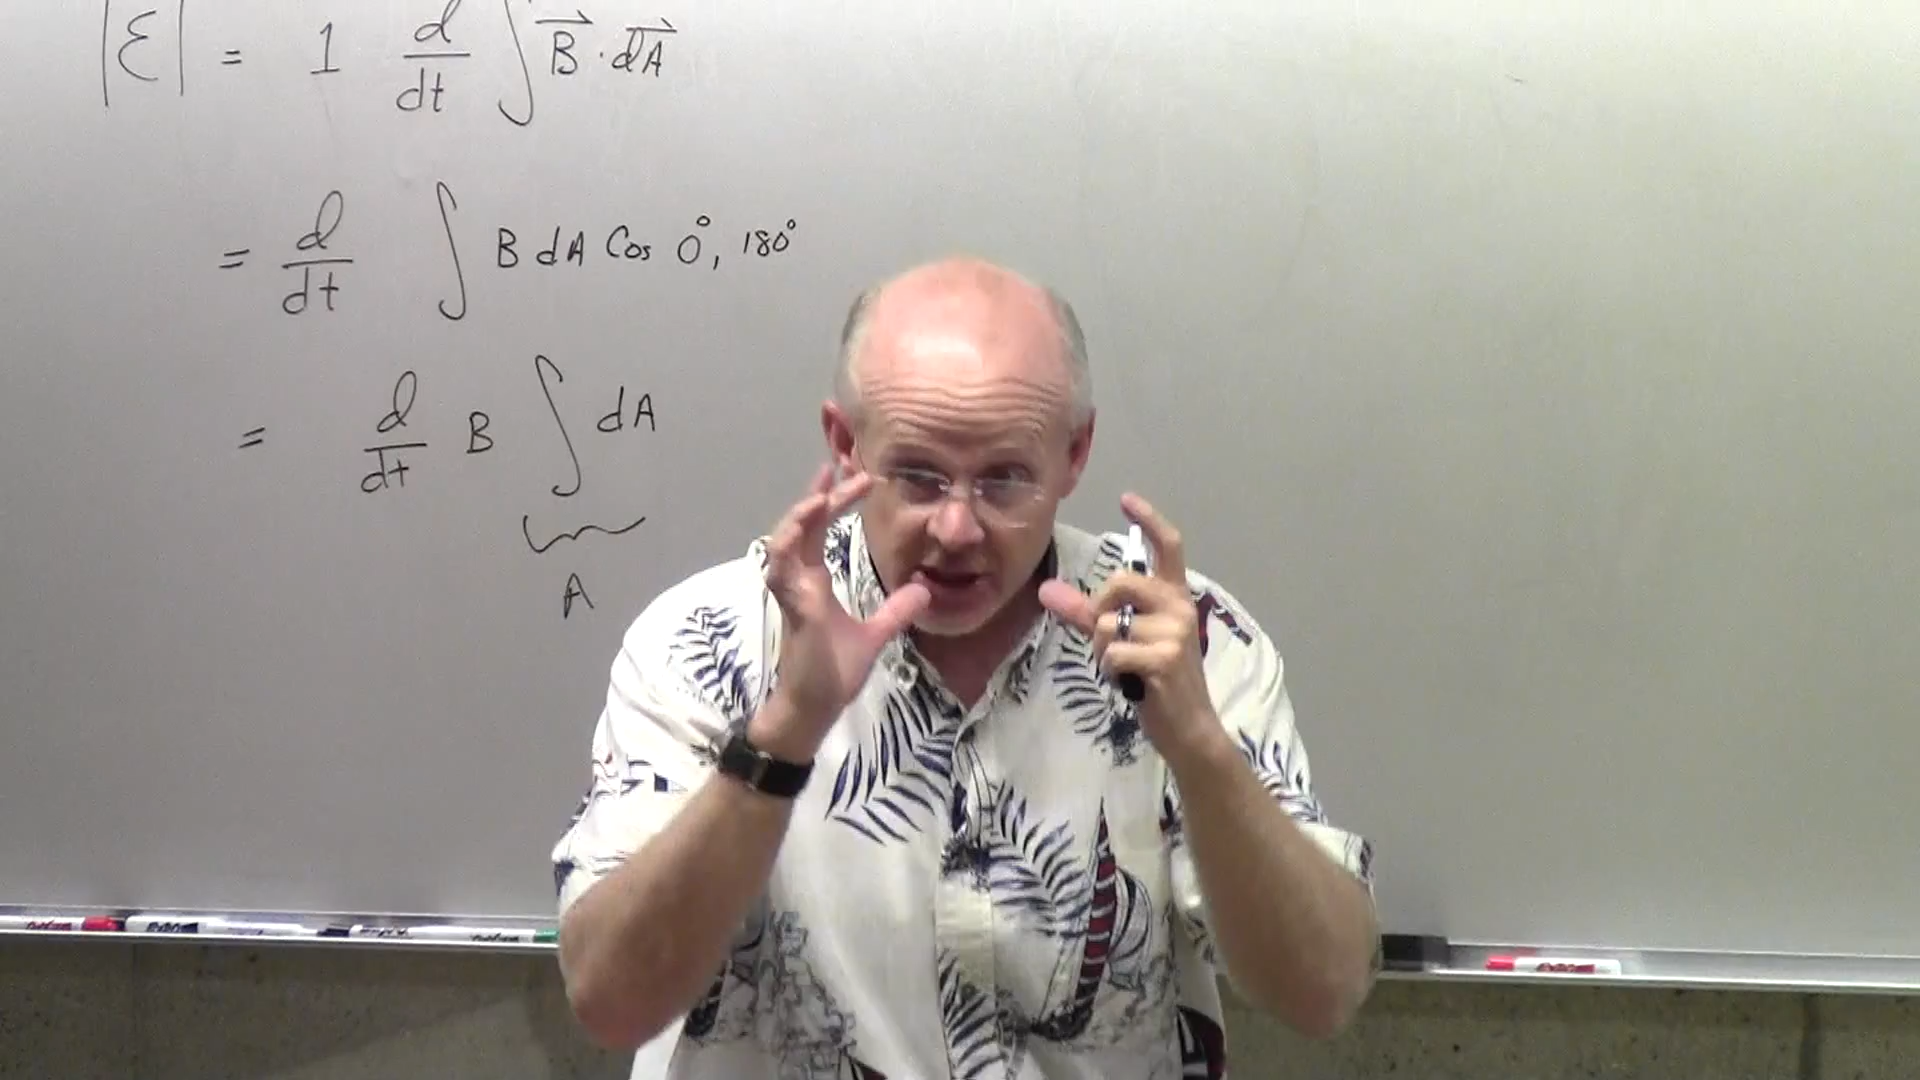 |ℰ| = 1 d/dt ∫ B⃗ · dA⃗
= d/dt ∫ B dA Cos 0°, 180°
= d/dt B ∫ dA
A